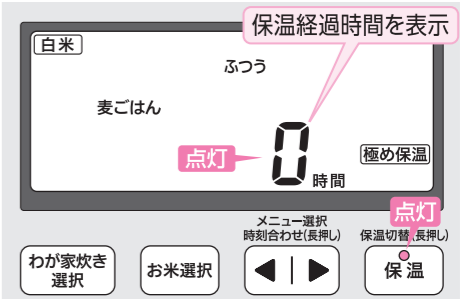 保温経過時間を表示
白米
ふつう
麦ごはん
点灯
0
時間
極め保温
点灯
メニュー選択
時刻合わせ(長押し)
保温切替(長押し)
わが家炊き
選択
お米選択
◀|▶
保温